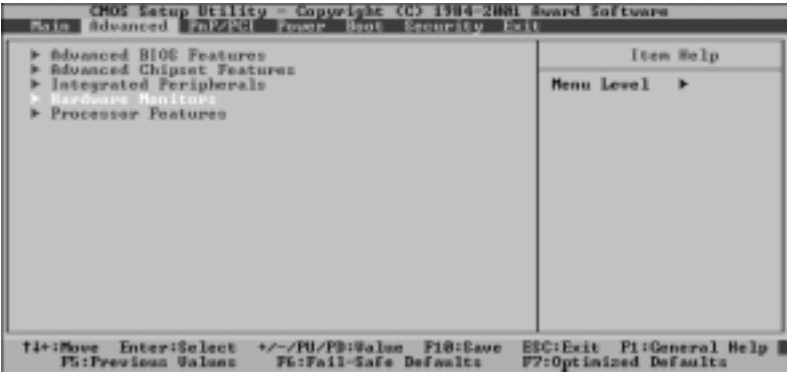 CMOS Setup Utility - Copyright (C) 1984-2001 Award Software
Main Advanced PnP/PCI Power Boot Security Exit
▶ Advanced BIOS Features
▶ Advanced Chipset Features
▶ Integrated Peripherals
▶ Hardware Monitors
▶ Processor Features
Item Help
Menu Level ▶
↑↓←:Move Enter:Select +/-/PU/PD:Value F10:Save ESC:Exit F1:General Help
F5:Previous Values F6:Fail-Safe Defaults F7:Optimized Defaults